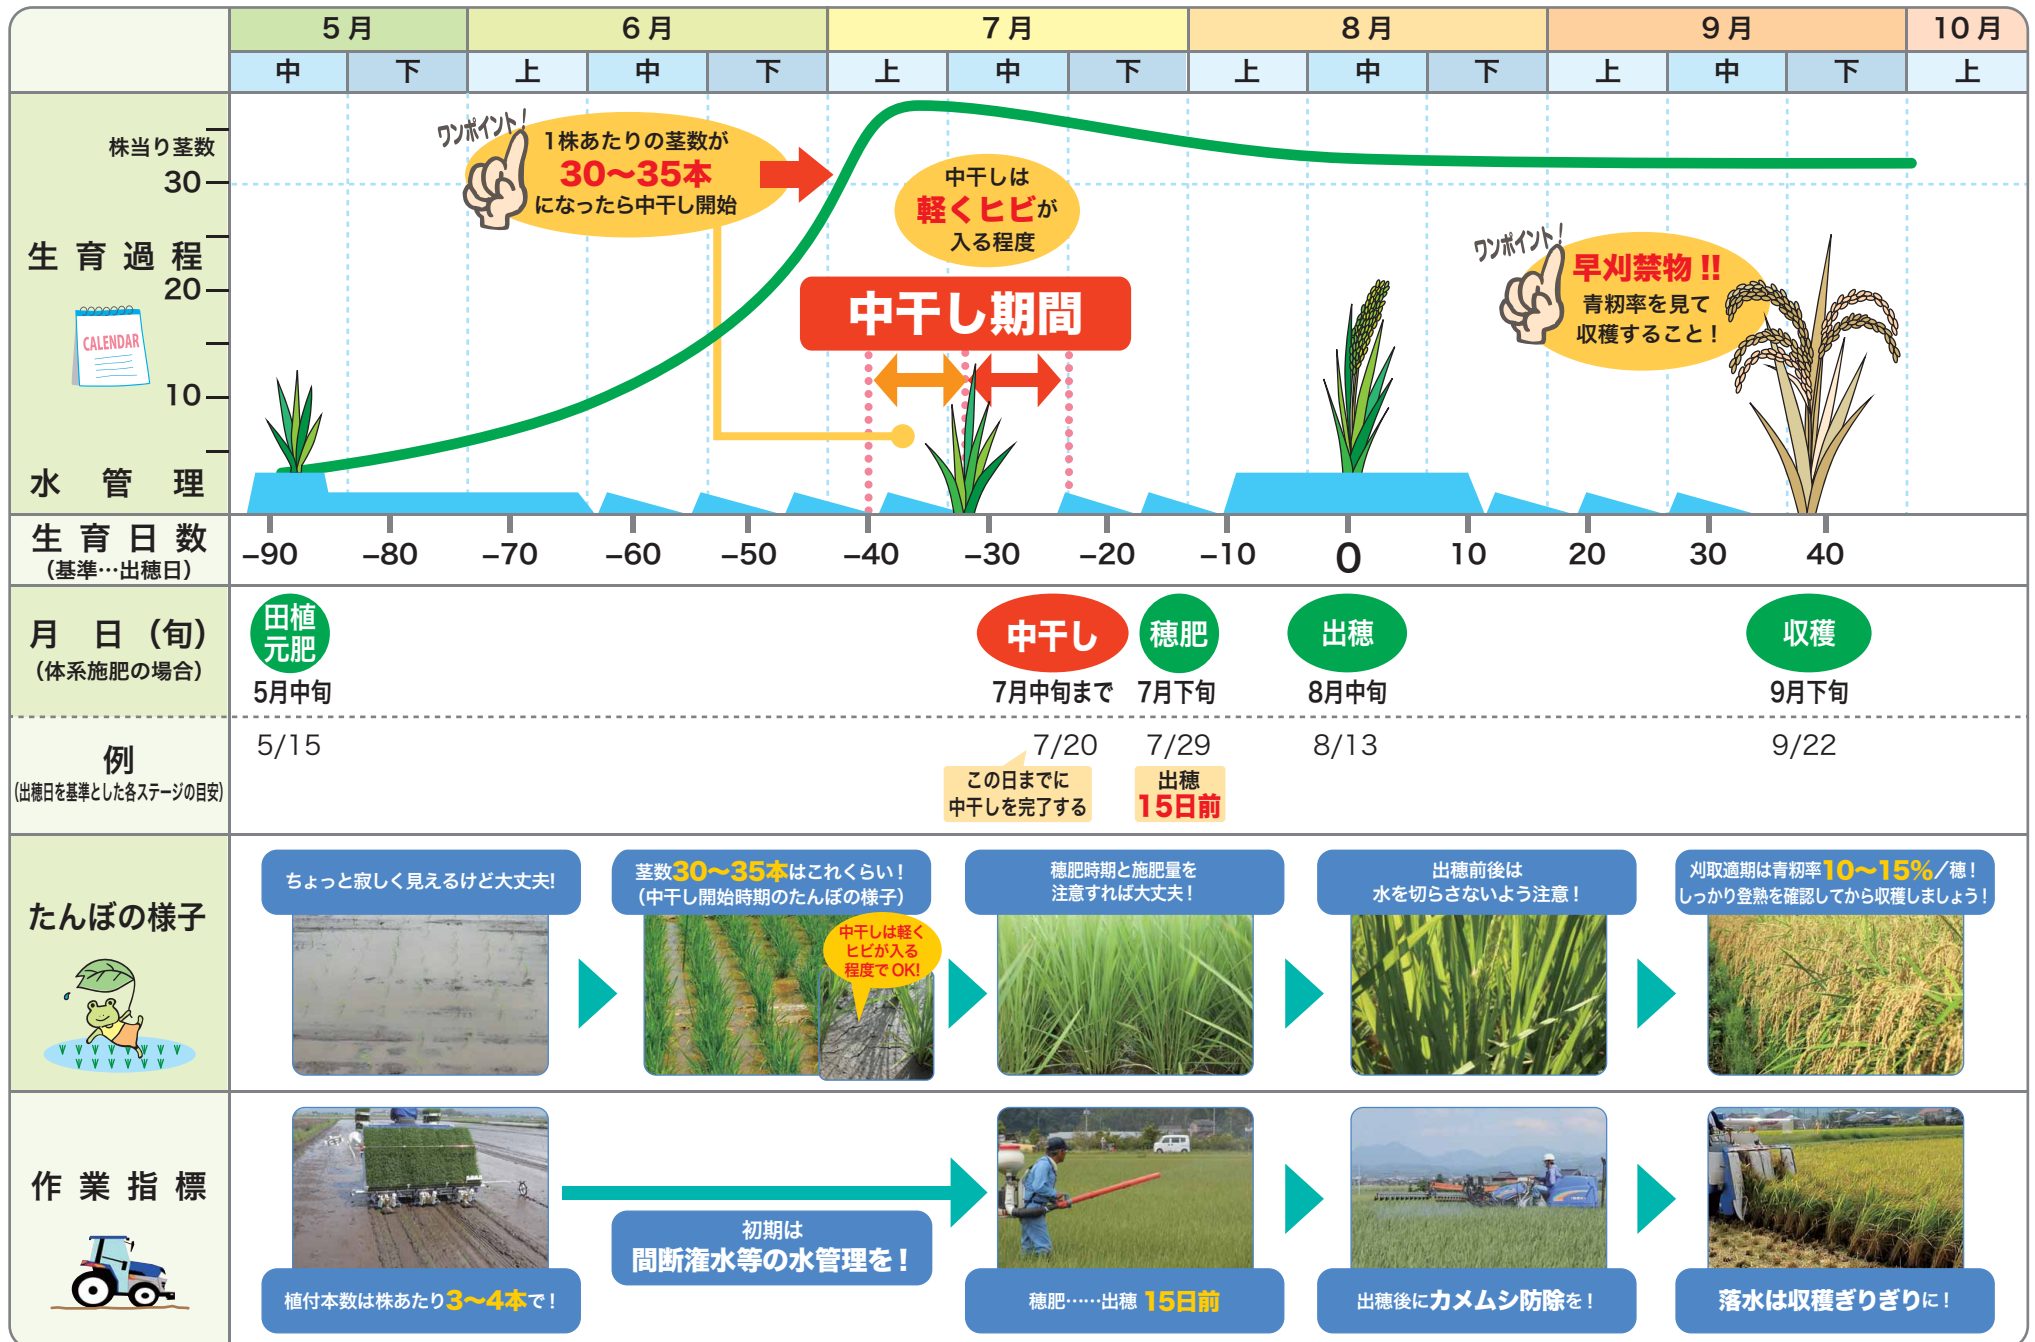 5月 6月 7月 8月 9月 10月
中 下 上 中 下 上 中 下 上 中 下 上 中 下 上
株当り茎数
30
20
10
生育過程
CALENDAR
水管理
ワンポイント！
1株あたりの茎数が
30〜35本
になったら中干し開始
中干しは
軽くヒビが
入る程度
中干し期間
ワンポイント！
早刈禁物!!
青籾率を見て
収穫すること！
生育日数
（基準…出穂日）
−90 −80 −70 −60 −50 −40 −30 −20 −10 0 10 20 30 40
月日（旬）
（体系施肥の場合）
田植
元肥
5月中旬
中干し
7月中旬まで
穂肥
7月下旬
出穂
8月中旬
収穫
9月下旬
例
（出穂日を基準とした各ステージの目安）
5/15 7/20 7/29 8/13 9/22
この日までに
中干しを完了する
出穂
15日前
たんぼの様子
ちょっと寂しく見えるけど大丈夫!
茎数30〜35本はこれくらい！
（中干し開始時期のたんぼの様子）
中干しは軽く
ヒビが入る
程度でOK!
穂肥時期と施肥量を
注意すれば大丈夫！
出穂前後は
水を切らさないよう注意！
刈取適期は青籾率10〜15%／穂！
しっかり登熟を確認してから収穫しましょう！
作業指標
植付本数は株あたり3〜4本で！
初期は
間断潅水等の水管理を！
穂肥……出穂 15日前
出穂後にカメムシ防除を！
落水は収穫ぎりぎりに！